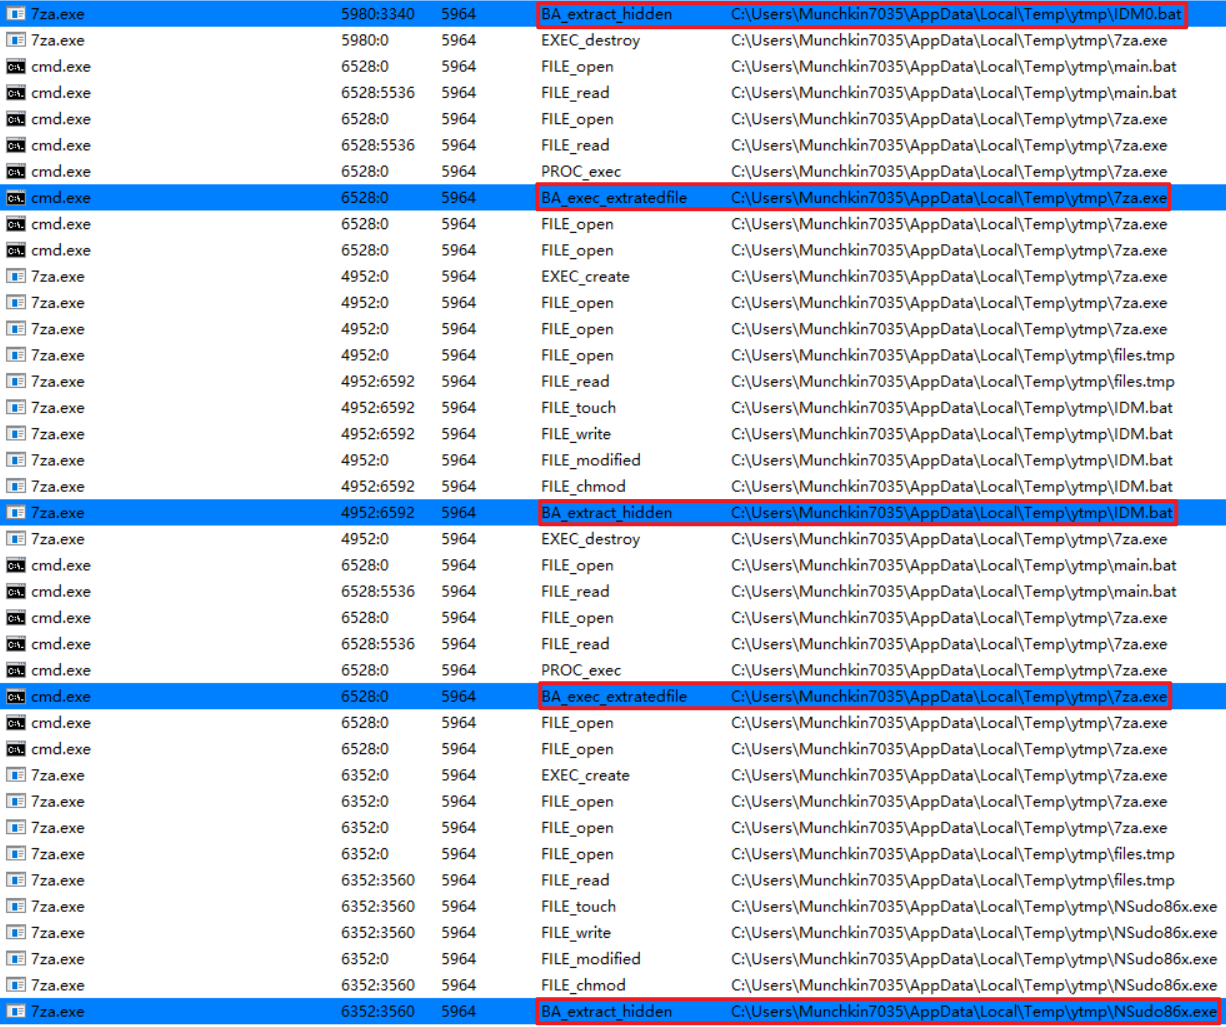 7za.exe 5980:3340 5964 BA_extract_hidden C:\Users\Munchkin7035\AppData\Local\Temp\ytmp\IDM0.bat
7za.exe 5980:0 5964 EXEC_destroy C:\Users\Munchkin7035\AppData\Local\Temp\ytmp\7za.exe
cmd.exe 6528:0 5964 FILE_open C:\Users\Munchkin7035\AppData\Local\Temp\ytmp\main.bat
cmd.exe 6528:5536 5964 FILE_read C:\Users\Munchkin7035\AppData\Local\Temp\ytmp\main.bat
cmd.exe 6528:0 5964 FILE_open C:\Users\Munchkin7035\AppData\Local\Temp\ytmp\7za.exe
cmd.exe 6528:5536 5964 FILE_read C:\Users\Munchkin7035\AppData\Local\Temp\ytmp\7za.exe
cmd.exe 6528:0 5964 PROC_exec C:\Users\Munchkin7035\AppData\Local\Temp\ytmp\7za.exe
cmd.exe 6528:0 5964 BA_exec_extratedfile C:\Users\Munchkin7035\AppData\Local\Temp\ytmp\7za.exe
cmd.exe 6528:0 5964 FILE_open C:\Users\Munchkin7035\AppData\Local\Temp\ytmp\7za.exe
cmd.exe 6528:0 5964 FILE_open C:\Users\Munchkin7035\AppData\Local\Temp\ytmp\7za.exe
7za.exe 4952:0 5964 EXEC_create C:\Users\Munchkin7035\AppData\Local\Temp\ytmp\7za.exe
7za.exe 4952:0 5964 FILE_open C:\Users\Munchkin7035\AppData\Local\Temp\ytmp\7za.exe
7za.exe 4952:0 5964 FILE_open C:\Users\Munchkin7035\AppData\Local\Temp\ytmp\7za.exe
7za.exe 4952:0 5964 FILE_open C:\Users\Munchkin7035\AppData\Local\Temp\ytmp\files.tmp
7za.exe 4952:6592 5964 FILE_read C:\Users\Munchkin7035\AppData\Local\Temp\ytmp\files.tmp
7za.exe 4952:6592 5964 FILE_touch C:\Users\Munchkin7035\AppData\Local\Temp\ytmp\IDM.bat
7za.exe 4952:6592 5964 FILE_write C:\Users\Munchkin7035\AppData\Local\Temp\ytmp\IDM.bat
7za.exe 4952:0 5964 FILE_modified C:\Users\Munchkin7035\AppData\Local\Temp\ytmp\IDM.bat
7za.exe 4952:6592 5964 FILE_chmod C:\Users\Munchkin7035\AppData\Local\Temp\ytmp\IDM.bat
7za.exe 4952:6592 5964 BA_extract_hidden C:\Users\Munchkin7035\AppData\Local\Temp\ytmp\IDM.bat
7za.exe 4952:0 5964 EXEC_destroy C:\Users\Munchkin7035\AppData\Local\Temp\ytmp\7za.exe
cmd.exe 6528:0 5964 FILE_open C:\Users\Munchkin7035\AppData\Local\Temp\ytmp\main.bat
cmd.exe 6528:5536 5964 FILE_read C:\Users\Munchkin7035\AppData\Local\Temp\ytmp\main.bat
cmd.exe 6528:0 5964 FILE_open C:\Users\Munchkin7035\AppData\Local\Temp\ytmp\7za.exe
cmd.exe 6528:5536 5964 FILE_read C:\Users\Munchkin7035\AppData\Local\Temp\ytmp\7za.exe
cmd.exe 6528:0 5964 PROC_exec C:\Users\Munchkin7035\AppData\Local\Temp\ytmp\7za.exe
cmd.exe 6528:0 5964 BA_exec_extratedfile C:\Users\Munchkin7035\AppData\Local\Temp\ytmp\7za.exe
cmd.exe 6528:0 5964 FILE_open C:\Users\Munchkin7035\AppData\Local\Temp\ytmp\7za.exe
cmd.exe 6528:0 5964 FILE_open C:\Users\Munchkin7035\AppData\Local\Temp\ytmp\7za.exe
7za.exe 6352:0 5964 EXEC_create C:\Users\Munchkin7035\AppData\Local\Temp\ytmp\7za.exe
7za.exe 6352:0 5964 FILE_open C:\Users\Munchkin7035\AppData\Local\Temp\ytmp\7za.exe
7za.exe 6352:0 5964 FILE_open C:\Users\Munchkin7035\AppData\Local\Temp\ytmp\7za.exe
7za.exe 6352:0 5964 FILE_open C:\Users\Munchkin7035\AppData\Local\Temp\ytmp\files.tmp
7za.exe 6352:3560 5964 FILE_read C:\Users\Munchkin7035\AppData\Local\Temp\ytmp\files.tmp
7za.exe 6352:3560 5964 FILE_touch C:\Users\Munchkin7035\AppData\Local\Temp\ytmp\NSudo86x.exe
7za.exe 6352:3560 5964 FILE_write C:\Users\Munchkin7035\AppData\Local\Temp\ytmp\NSudo86x.exe
7za.exe 6352:0 5964 FILE_modified C:\Users\Munchkin7035\AppData\Local\Temp\ytmp\NSudo86x.exe
7za.exe 6352:3560 5964 FILE_chmod C:\Users\Munchkin7035\AppData\Local\Temp\ytmp\NSudo86x.exe
7za.exe 6352:3560 5964 BA_extract_hidden C:\Users\Munchkin7035\AppData\Local\Temp\ytmp\NSudo86x.exe